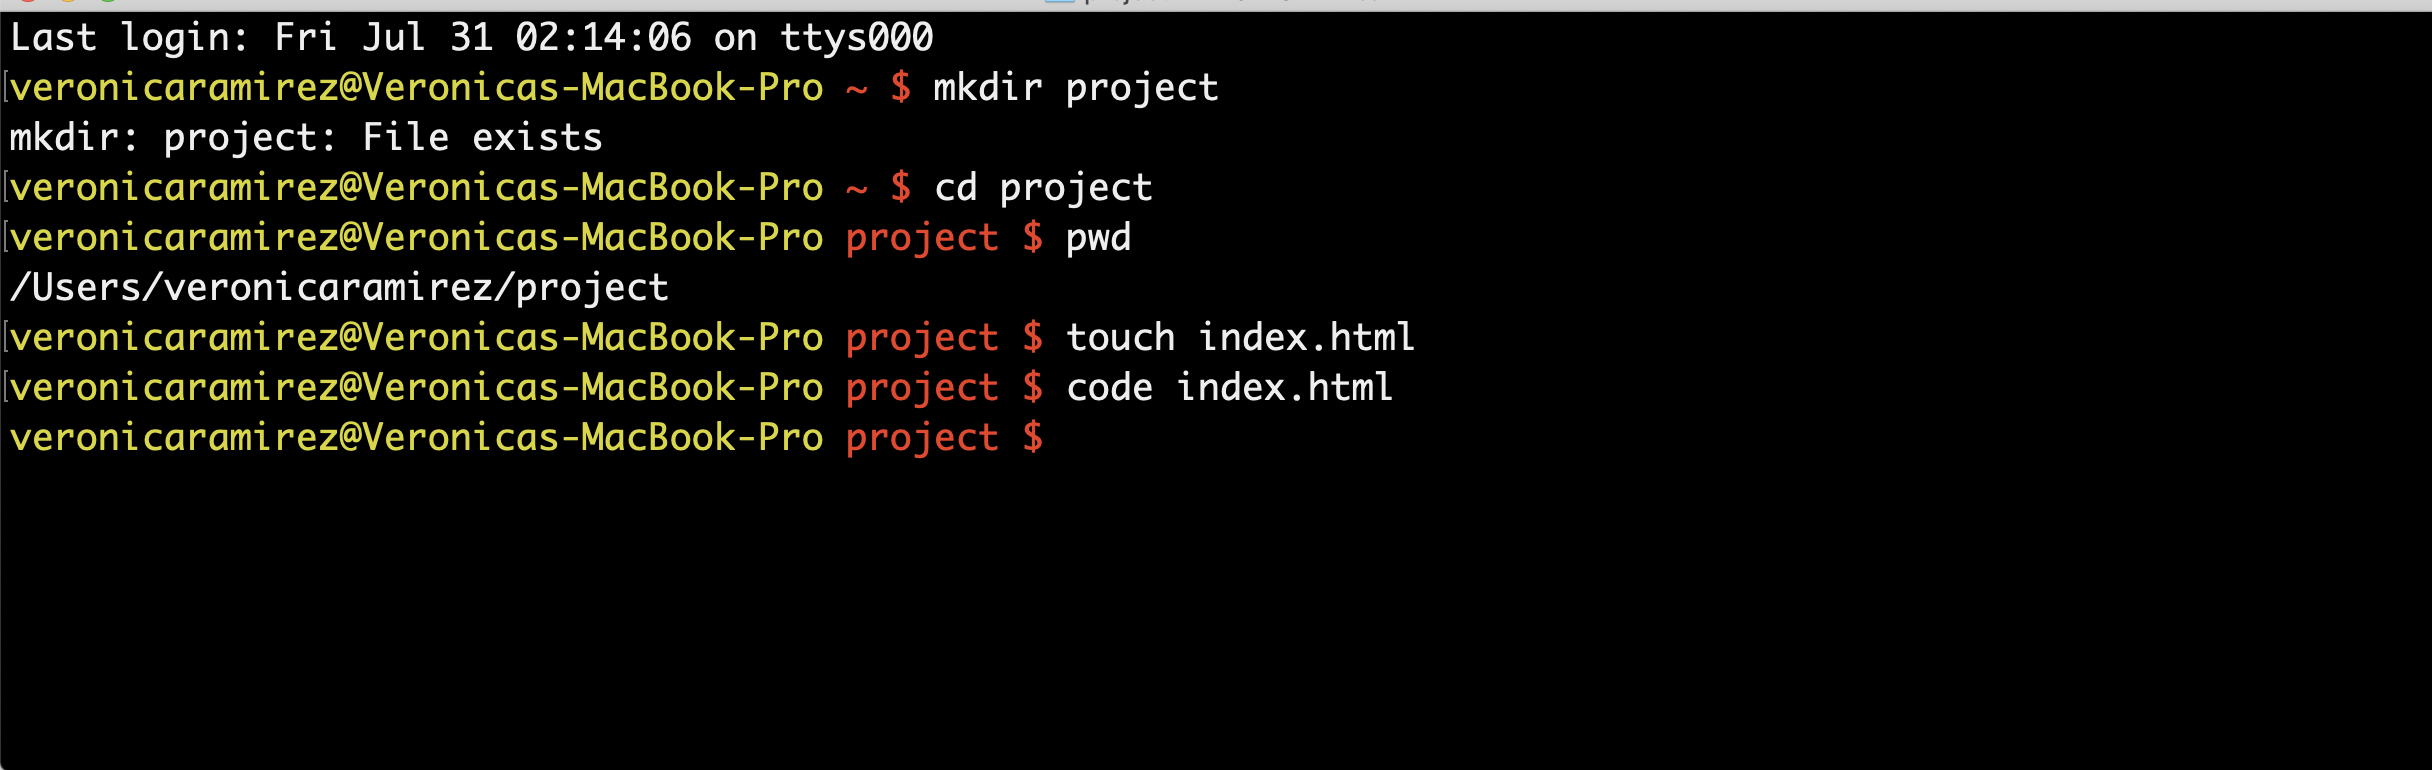 Last login: Fri Jul 31 02:14:06 on ttys000
veronicaramirez@Veronicas-MacBook-Pro ~ $ mkdir project
mkdir: project: File exists
veronicaramirez@Veronicas-MacBook-Pro ~ $ cd project
veronicaramirez@Veronicas-MacBook-Pro project $ pwd
/Users/veronicaramirez/project
veronicaramirez@Veronicas-MacBook-Pro project $ touch index.html
veronicaramirez@Veronicas-MacBook-Pro project $ code index.html
veronicaramirez@Veronicas-MacBook-Pro project $